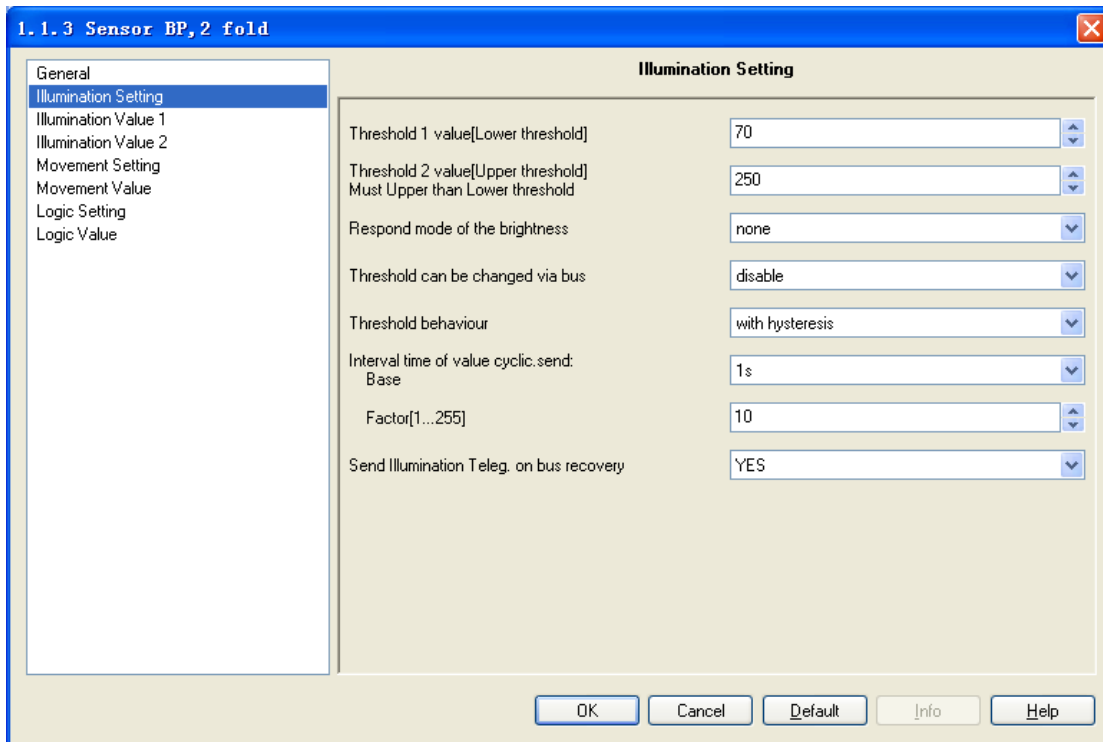 1.1.3 Sensor BP,2 fold
General
Illumination Setting
Illumination Value 1
Illumination Value 2
Movement Setting
Movement Value
Logic Setting
Logic Value
Illumination Setting
Threshold 1 value[Lower threshold]
70
Threshold 2 value[Upper threshold]
Must Upper than Lower threshold
250
Respond mode of the brightness
none
Threshold can be changed via bus
disable
Threshold behaviour
with hysteresis
Interval time of value cyclic.send:
Base
1s
Factor[1...255]
10
Send Illumination Teleg. on bus recovery
YES
OK
Cancel
Default
Info
Help